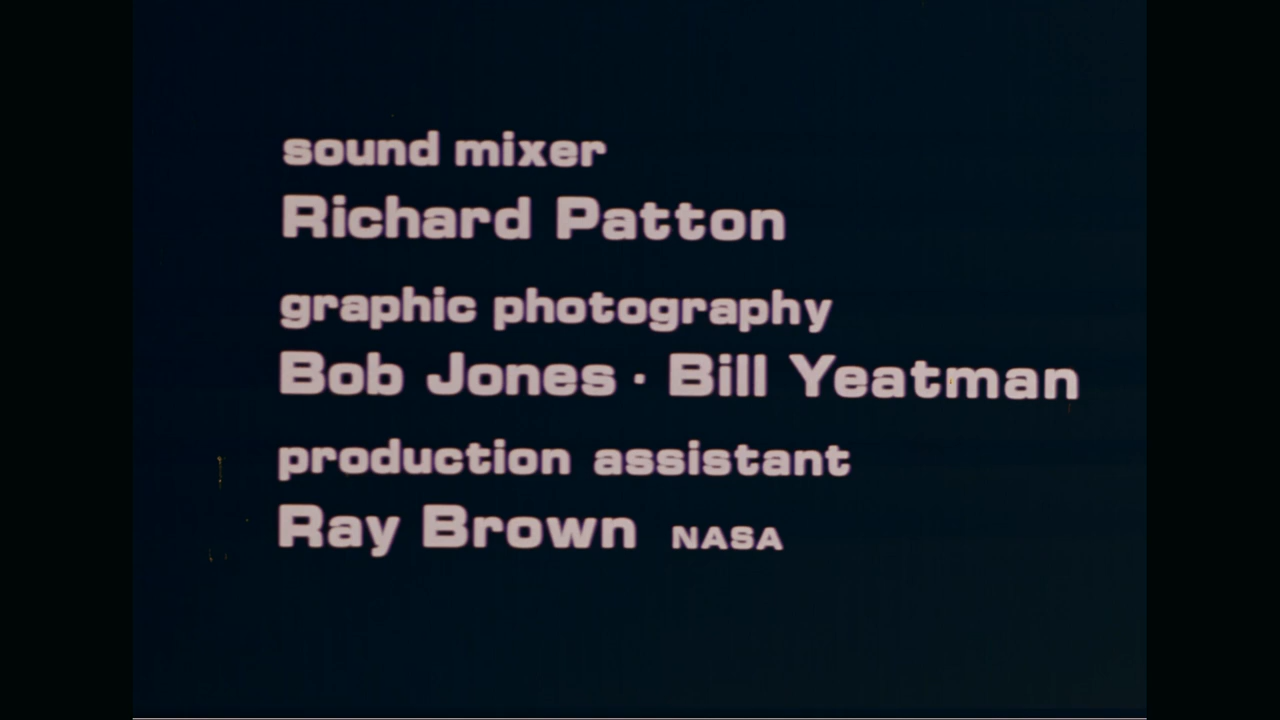 sound mixer
Richard Patton
graphic photography
Bob Jones · Bill Yeatman
production assistant
Ray Brown NASA